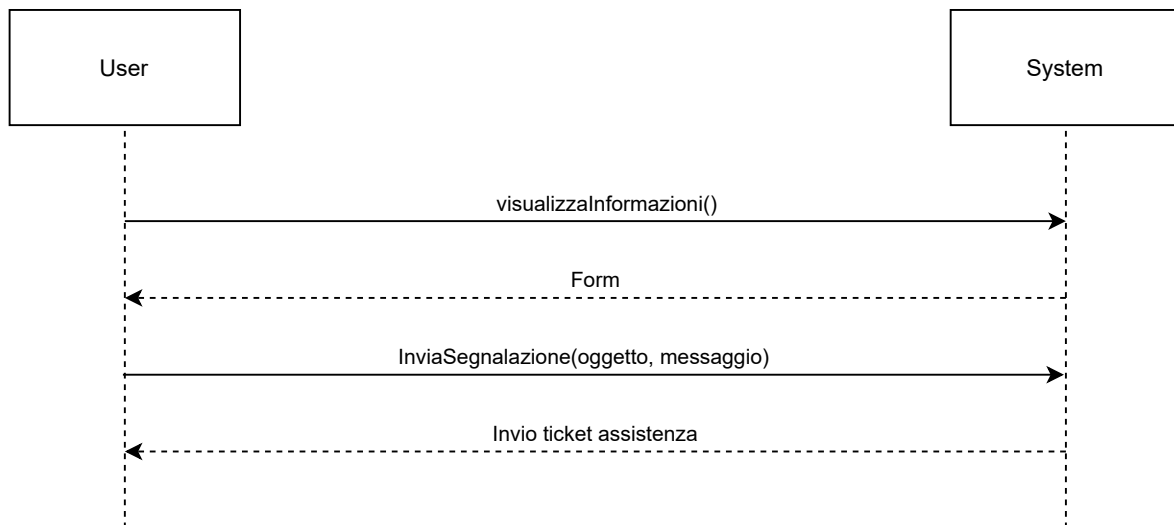 User
System
visualizzaInformazioni()
Form
InviaSegnalazione(oggetto, messaggio)
Invio ticket assistenza